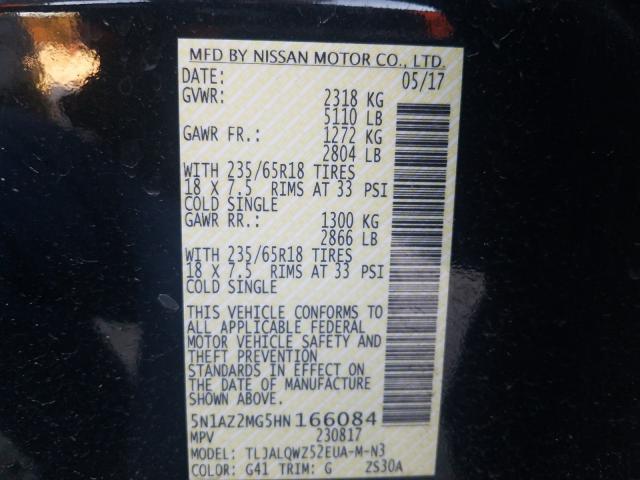 MFD BY NISSAN MOTOR CO., LTD.
DATE: 05/17
GVWR: 2318 KG
5110 LB
GAWR FR.: 1272 KG
2804 LB
WITH 235/65R18 TIRES
18 X 7.5 RIMS AT 33 PSI
COLD SINGLE
GAWR RR.: 1300 KG
2866 LB
WITH 235/65R18 TIRES
18 X 7.5 RIMS AT 33 PSI
COLD SINGLE
THIS VEHICLE CONFORMS TO
ALL APPLICABLE FEDERAL
MOTOR VEHICLE SAFETY AND
THEFT PREVENTION
STANDARDS IN EFFECT ON
THE DATE OF MANUFACTURE
SHOWN ABOVE.
5N1AZ2MG5HN166084
MPV 230817
MODEL: TLJALQWZ52EUA-M-N3
COLOR: G41 TRIM: G ZS30A